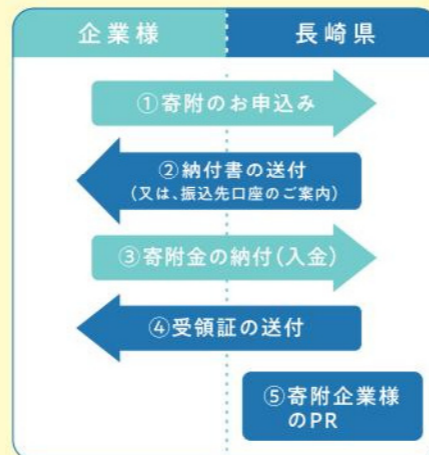 企業様
長崎県
①寄附のお申込み
②納付書の送付
(又は、振込先口座のご案内)
③寄附金の納付(入金)
④受領証の送付
⑤寄附企業様
のPR